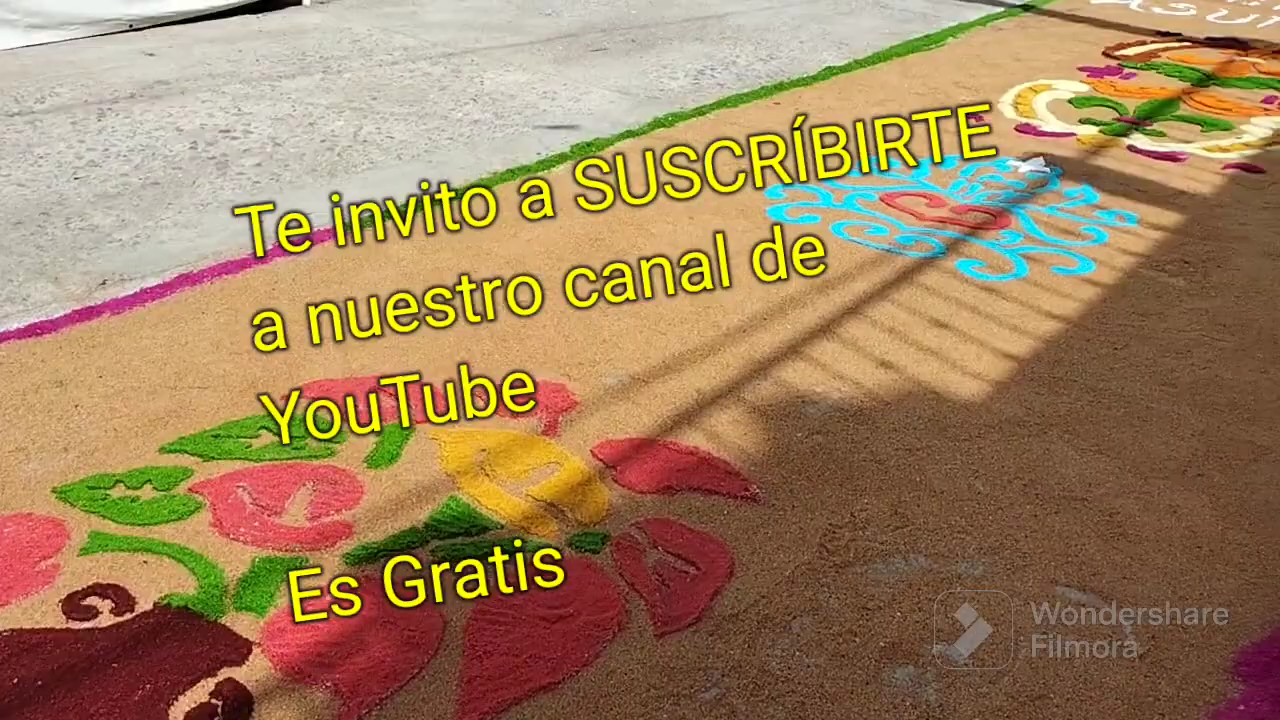 Te invito a SUSCRÍBIRTE
a nuestro canal de
YouTube
Es Gratis
Wondershare
Filmora